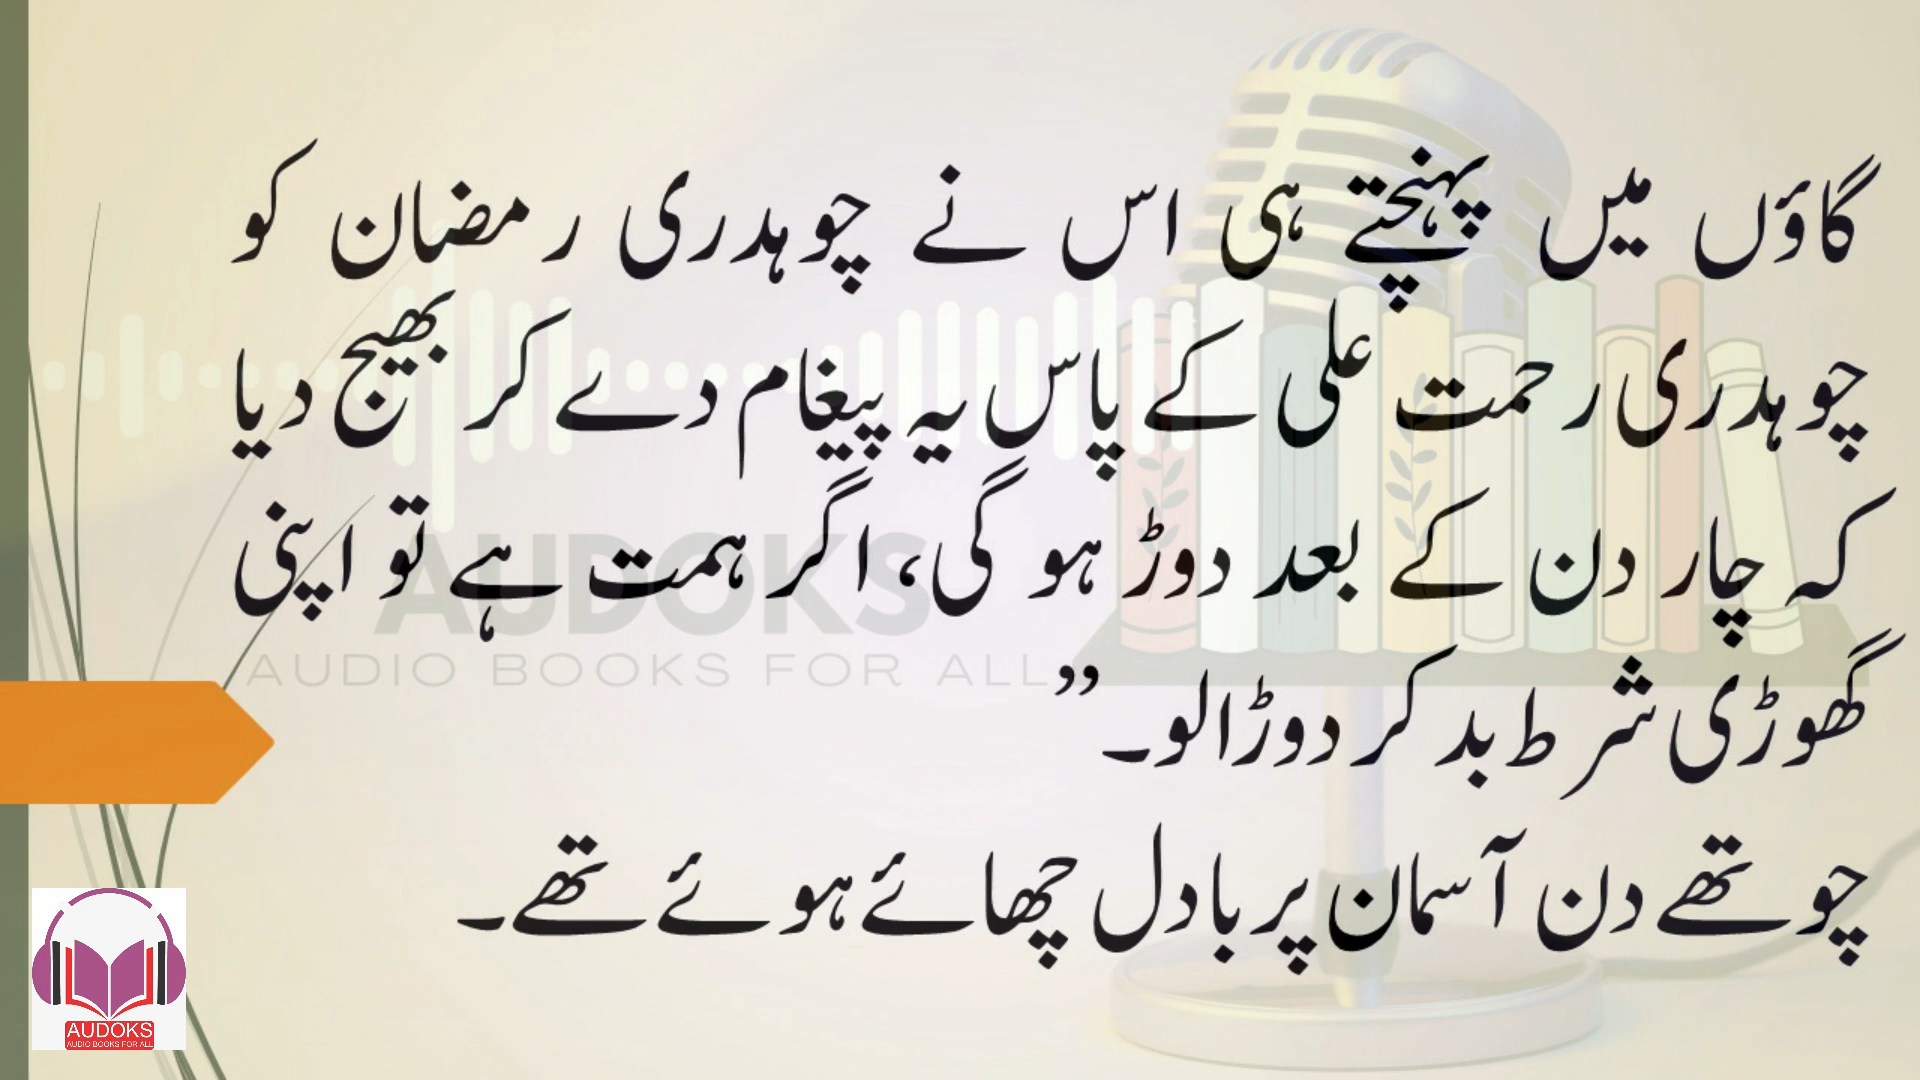 گاؤں میں پہنچتے ہی اس نے چوہدری رمضان کو
چوہدری رحمت علی کے پاس یہ پیغام دے کر بھیج دیا
کہ چار دن کے بعد دوڑ ہو گی، اگر ہمت ہے تو اپنی
گھوڑی شرط بد کر دوڑالو۔”
چوتھے دن آسمان پر بادل چھائے ہوئے تھے۔
AUDOKS
AUDIO BOOKS FOR ALL
AUDOKS
AUDIO BOOKS FOR ALL